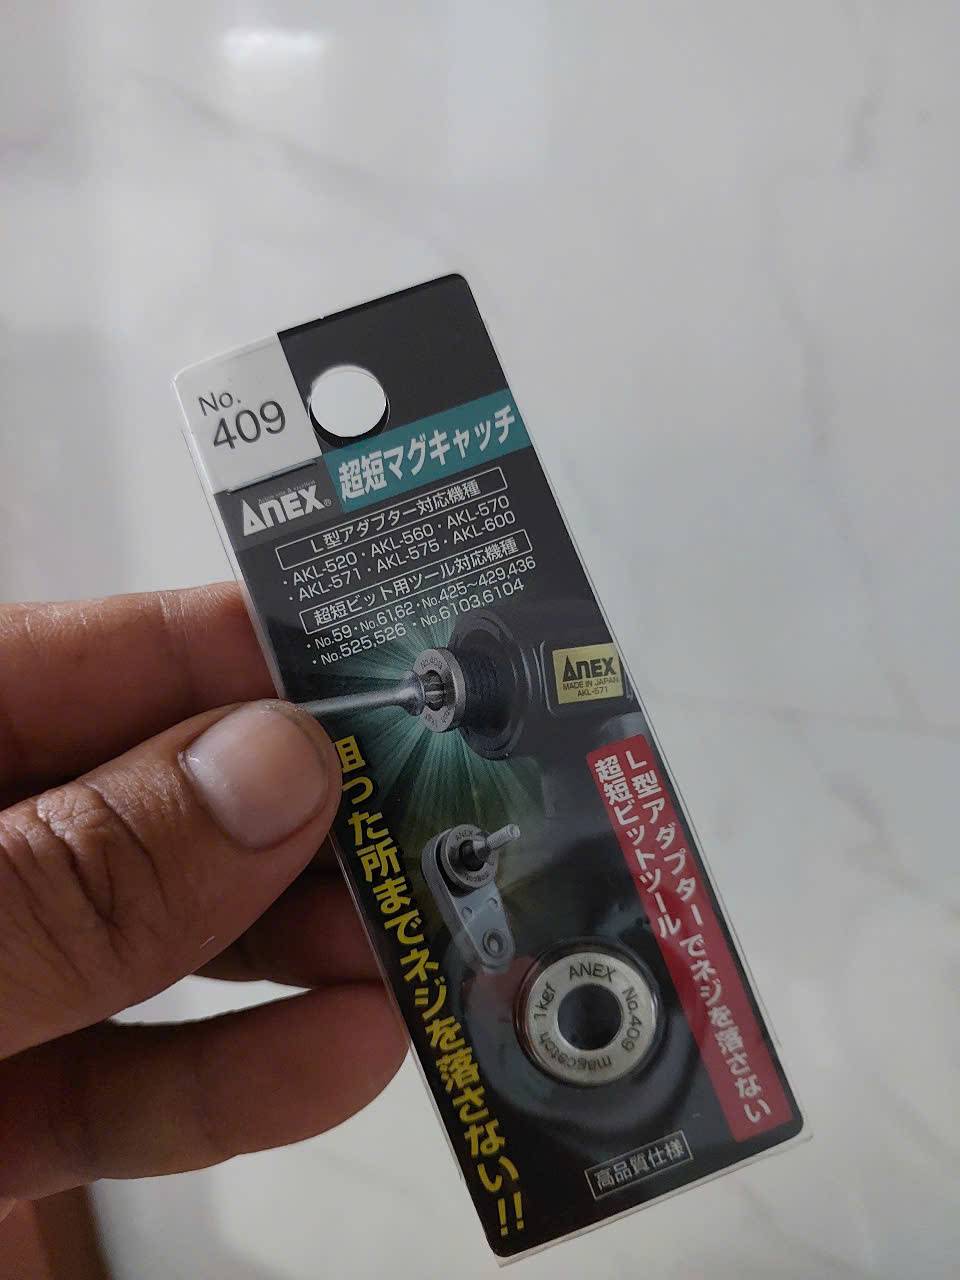 No.
409
ANEX®
超短マグキャッチ
L型アダプター対応機種
・AKL-520・AKL-560・AKL-570
・AKL-571・AKL-575・AKL-600
超短ビット用ツール対応機種
・No.59・No.61,62・No.425～429,436
・No.525,526・No.6103,6104
No.409
ANEX
MADE IN JAPAN
AKL-571
狙った所までネジを落さない!!
L型アダプターでネジを落さない
超短ビットツール
ANEX
ANEX No.409 magcatch 1kgf
高品質仕様